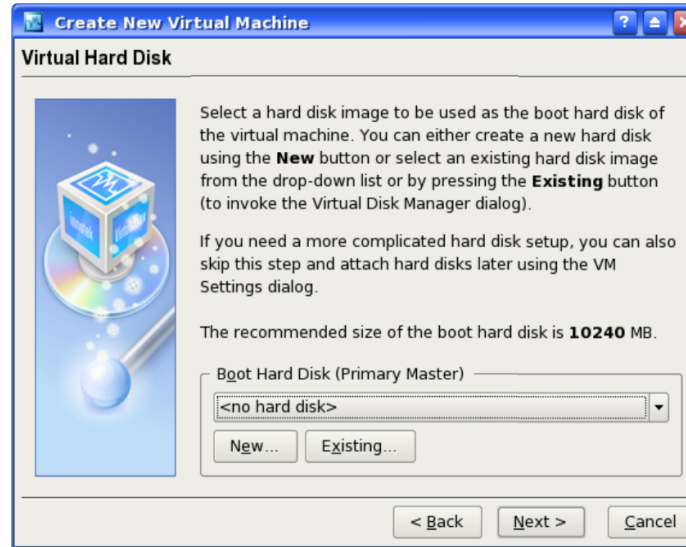 Create New Virtual Machine
Virtual Hard Disk
Select a hard disk image to be used as the boot hard disk of
the virtual machine. You can either create a new hard disk
using the New button or select an existing hard disk image
from the drop-down list or by pressing the Existing button
(to invoke the Virtual Disk Manager dialog).
If you need a more complicated hard disk setup, you can also
skip this step and attach hard disks later using the VM
Settings dialog.
The recommended size of the boot hard disk is 10240 MB.
Boot Hard Disk (Primary Master)
<no hard disk>
New... Existing...
< Back Next > Cancel